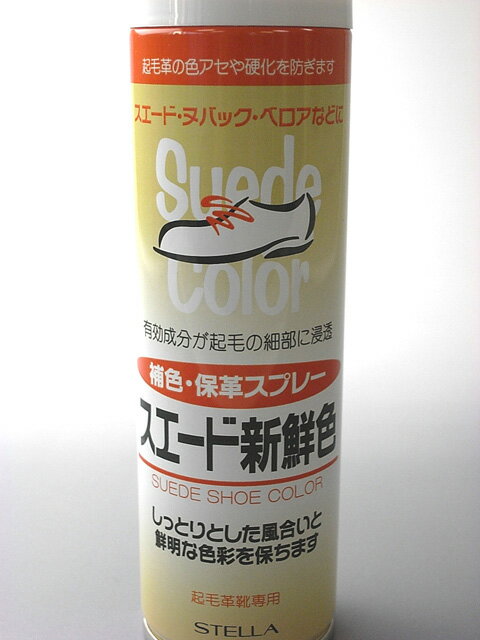 起毛革の色アセや硬化を防ぎます
スエード・ヌバック・ベロアなどに
Suede
Color
有効成分が起毛の細部に浸透
補色・保革スプレー
スエード新鮮色
SUEDE SHOE COLOR
しっとりとした風合いと
鮮明な色彩を保ちます
起毛革靴専用
STELLA